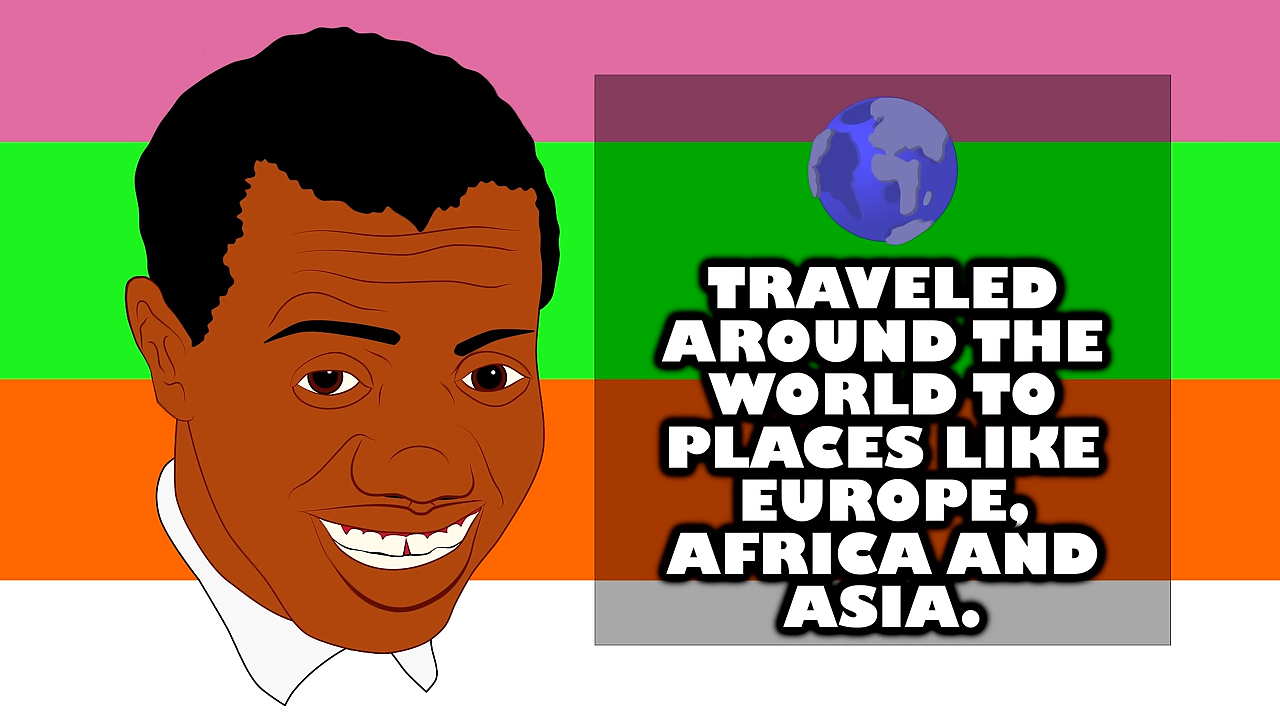 TRAVELED
AROUND THE
WORLD TO
PLACES LIKE
EUROPE,
AFRICA AND
ASIA.